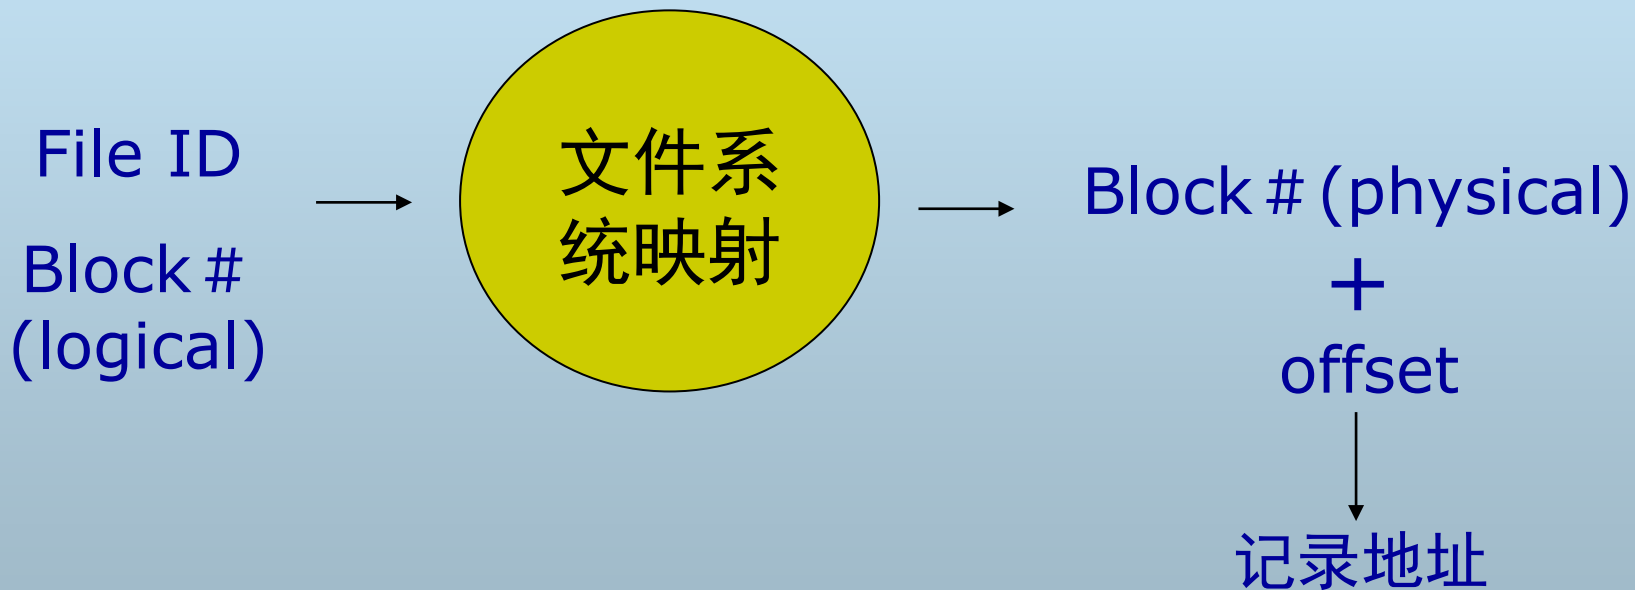 File ID
Block #
(logical)
文件系
统映射
Block # (physical)
+
offset
记录地址